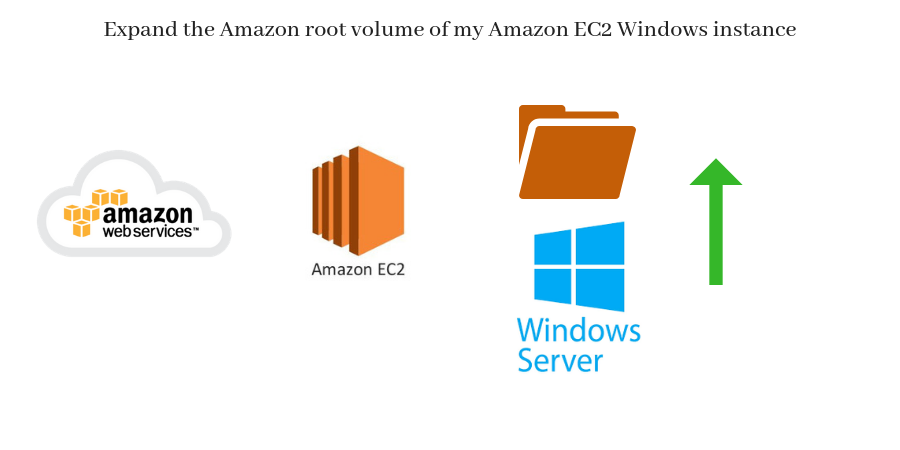 Expand the Amazon root volume of my Amazon EC2 Windows instance
amazon
web services™
Amazon EC2
Windows
Server